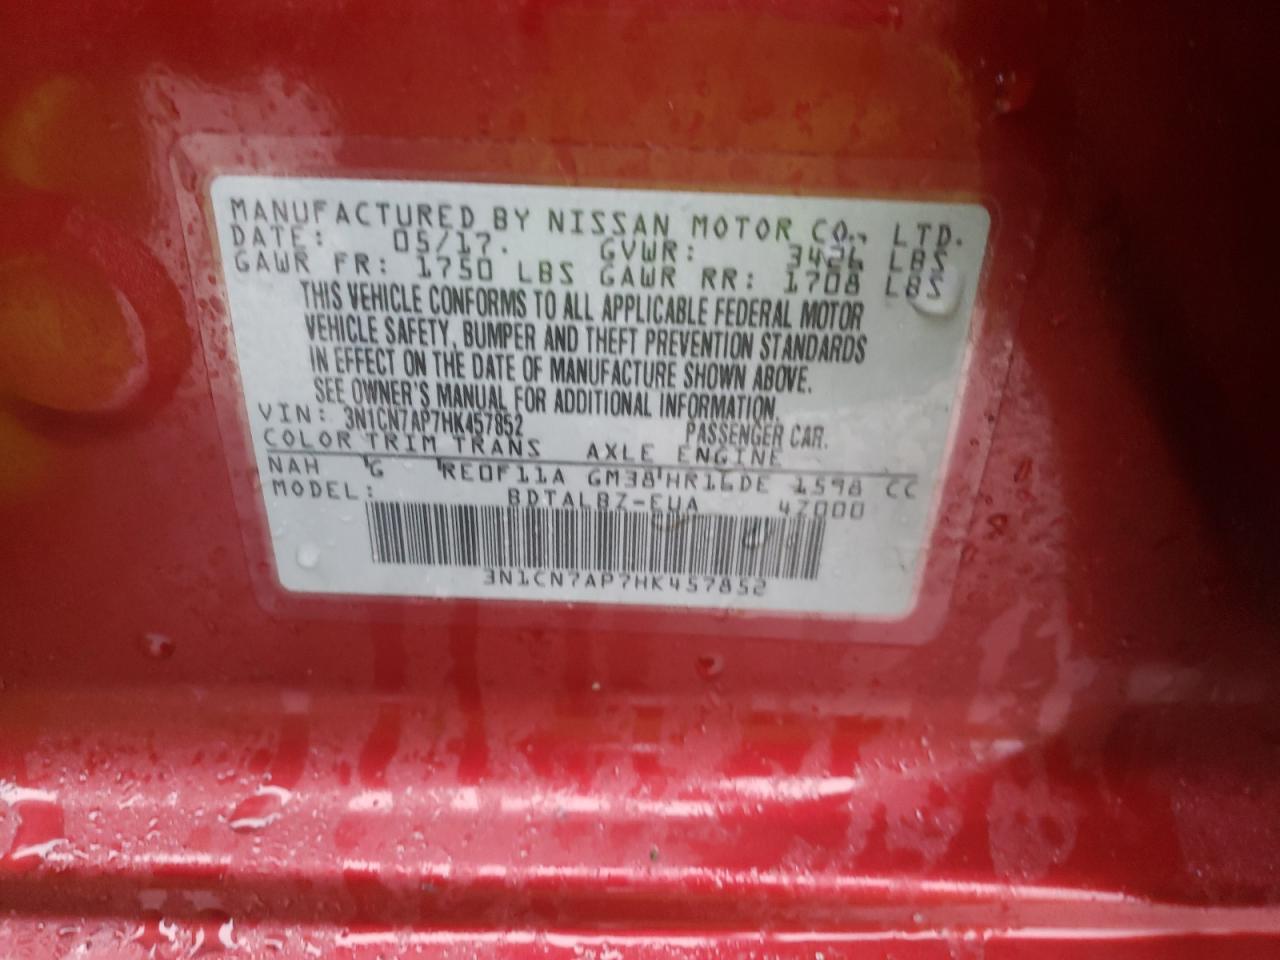 MANUFACTURED BY NISSAN MOTOR CO., LTD.
DATE: 05/17. GVWR: 3426 LBS
GAWR FR: 1750 LBS GAWR RR: 1708 LBS
THIS VEHICLE CONFORMS TO ALL APPLICABLE FEDERAL MOTOR
VEHICLE SAFETY, BUMPER AND THEFT PREVENTION STANDARDS
IN EFFECT ON THE DATE OF MANUFACTURE SHOWN ABOVE.
SEE OWNER'S MANUAL FOR ADDITIONAL INFORMATION.
VIN: 3N1CN7AP7HK457852 PASSENGER CAR.
COLOR TRIM TRANS AXLE ENGINE
NAH G RE0F11A GM38 HR16DE 1598 CC
MODEL: BDTALBZ-EUA 4Z000
3N1CN7AP7HK457852